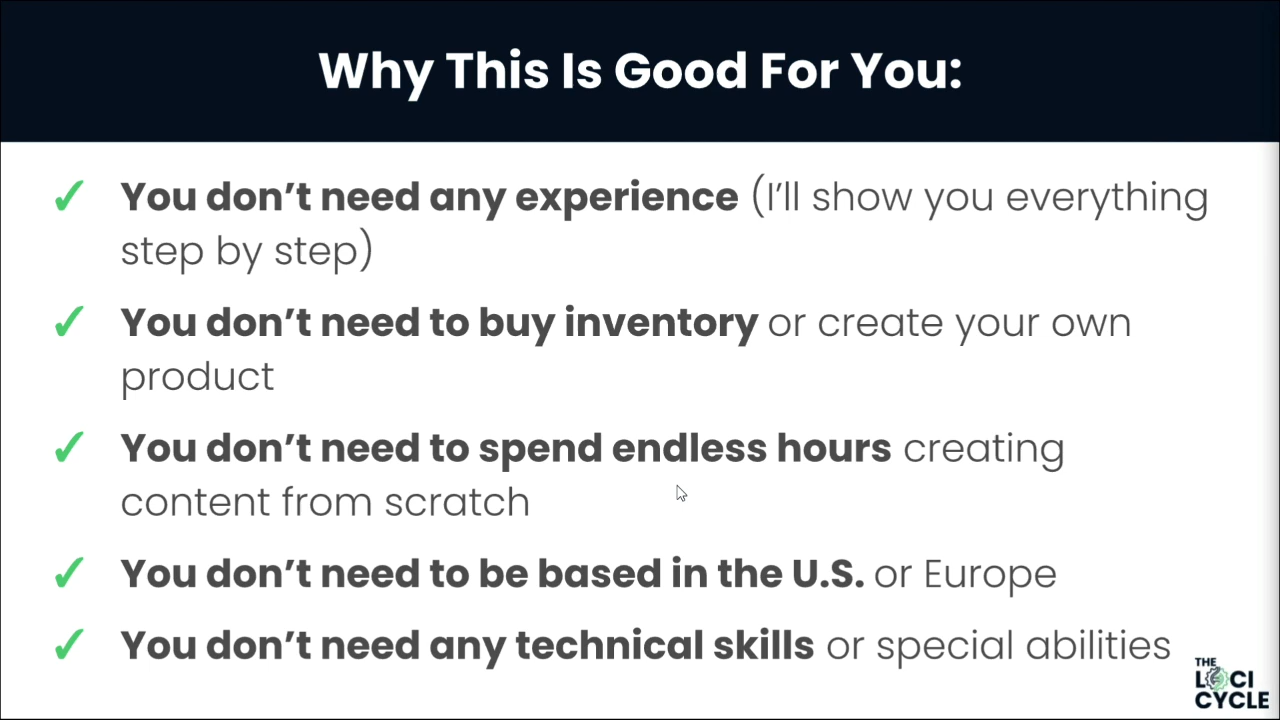 Why This Is Good For You:
✓ You don’t need any experience (I’ll show you everything
step by step)
✓ You don’t need to buy inventory or create your own
product
✓ You don’t need to spend endless hours creating
content from scratch
✓ You don’t need to be based in the U.S. or Europe
✓ You don’t need any technical skills or special abilities
THE
LOCI
CYCLE